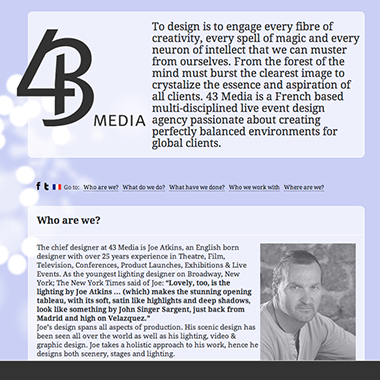 43
MEDIA
To design is to engage every fibre of
creativity, every spell of magic and every
neuron of intellect that we can muster
from ourselves. From the forest of the
mind must burst the clearest image to
crystalize the essence and aspiration of
all clients. 43 Media is a French based
multi-disciplined live event design
agency passionate about creating
perfectly balanced environments for
global clients.
f t Go to: Who are we? What do we do? What have we done? Who we work with Where are we?
Who are we?
The chief designer at 43 Media is Joe Atkins, an English born
designer with over 25 years experience in Theatre, Film,
Television, Conferences, Product Launches, Exhibitions & Live
Events. As the youngest lighting designer on Broadway, New
York; The New York Times said of Joe: "Lovely, too, is the
lighting by Joe Atkins ... (which) makes the stunning opening
tableau, with its soft, satin like highlights and deep shadows,
look like something by John Singer Sargent, just back from
Madrid and high on Velazquez."
Joe's design spans all aspects of production. His scenic design has
been seen all over the world as well as his lighting, video &
graphic design. Joe takes a holistic approach to his work, hence he
designs both scenery, stages and lighting.